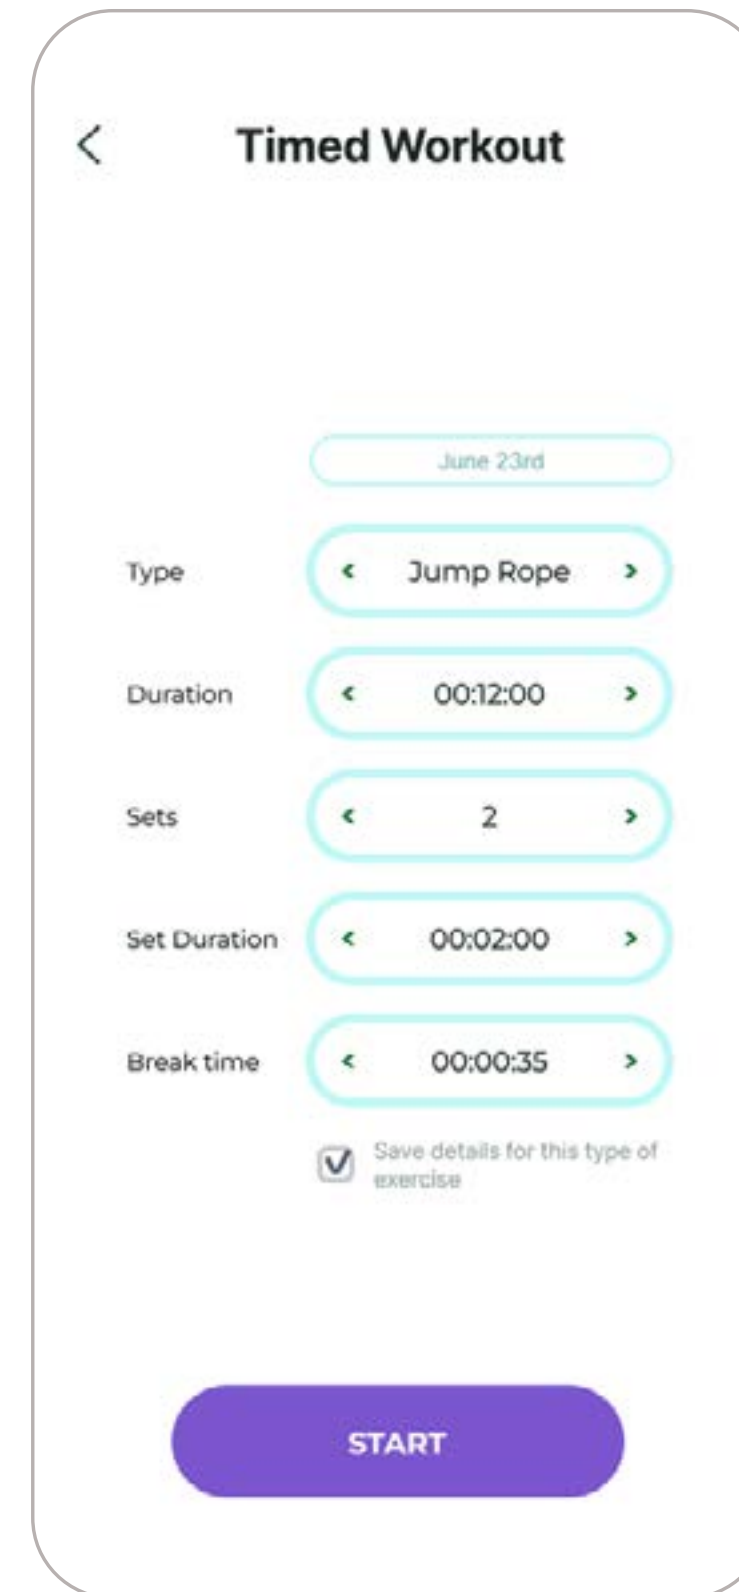 Timed Workout
June 23rd
Type
Jump Rope
Duration
00:12:00
Sets
2
Set Duration
00:02:00
Break time
00:00:35
Save details for this type of
exercise
START